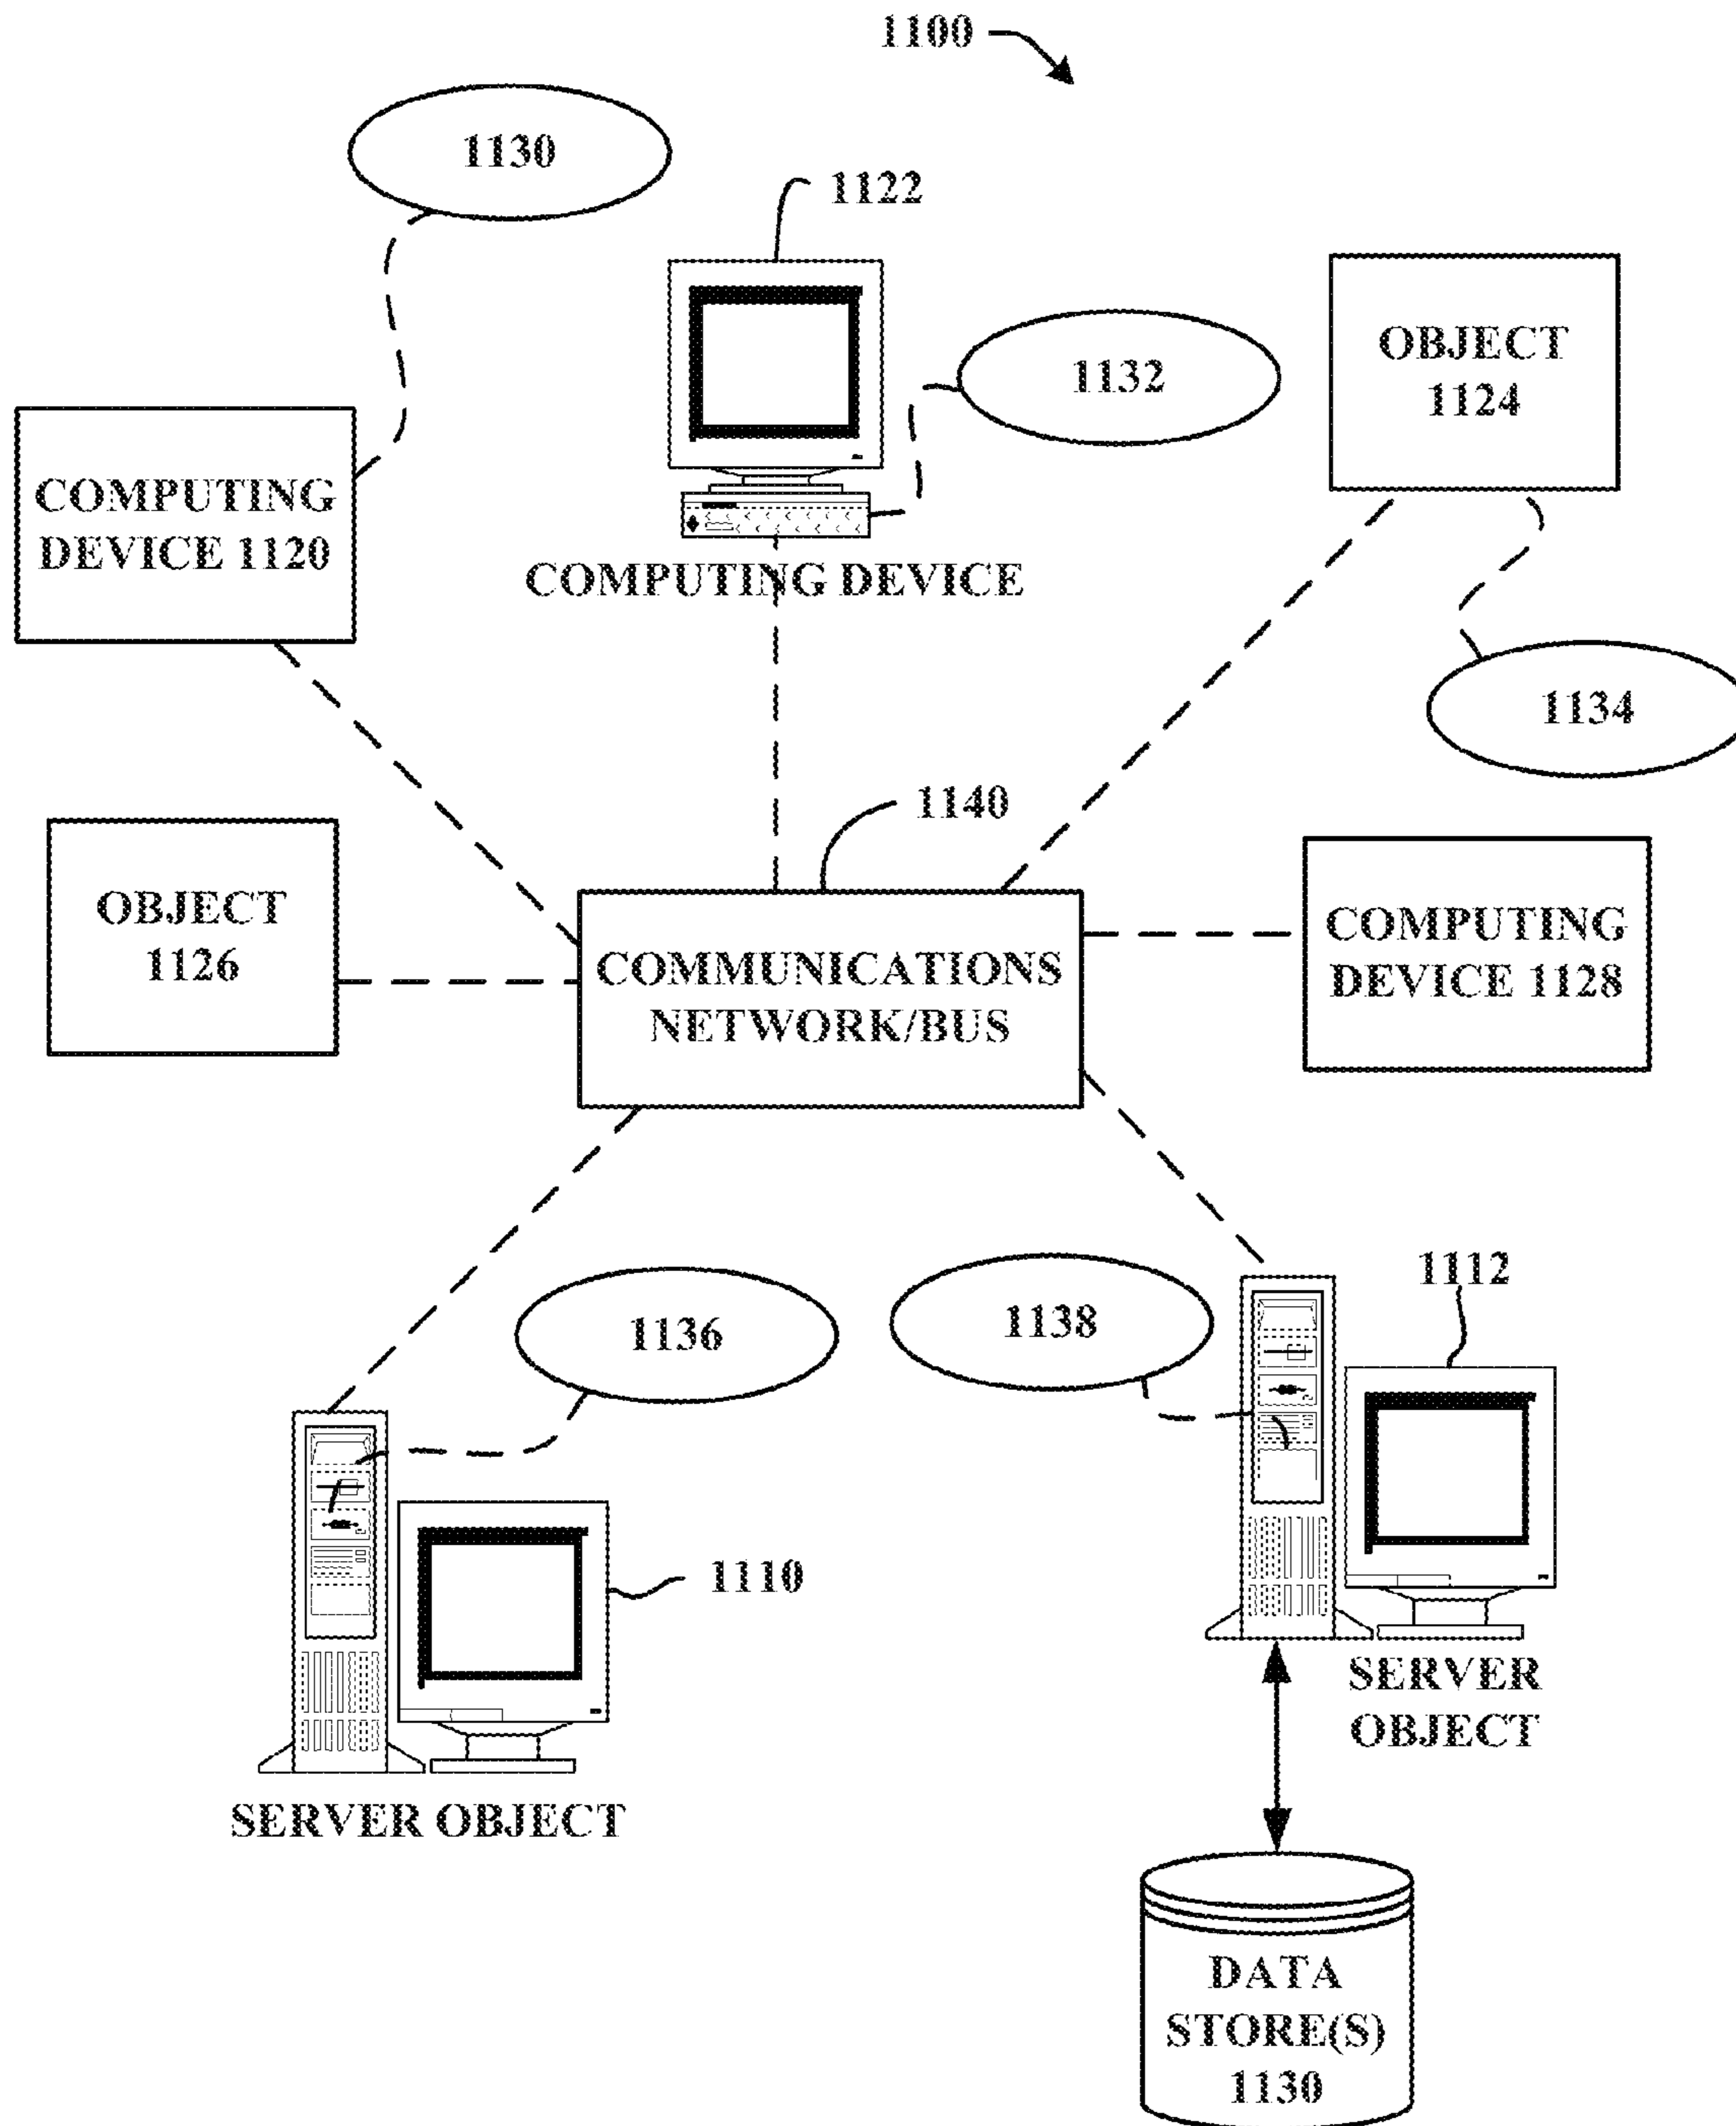 1100
1130
1122
1132
OBJECT
1124
COMPUTING
DEVICE 1120
COMPUTING DEVICE
1134
1140
OBJECT
1126
COMMUNICATIONS
NETWORK/BUS
COMPUTING
DEVICE 1128
1136
1138
1112
1110
SERVER
OBJECT
SERVER OBJECT
DATA
STORE(S)
1130